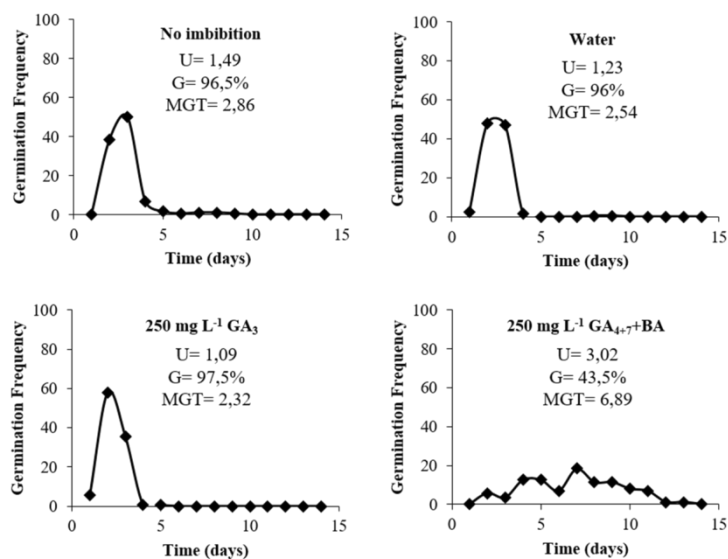 No imbibition
U= 1,49
G= 96,5%
MGT= 2,86
Germination Frequency
100
80
60
40
20
0
0 5 10 15
Time (days)
Water
U= 1,23
G= 96%
MGT= 2,54
Germination Frequency
100
80
60
40
20
0
0 5 10 15
Time (days)
250 mg L⁻¹ GA₃
U= 1,09
G= 97,5%
MGT= 2,32
Germination Frequency
100
80
60
40
20
0
0 5 10 15
Time (days)
250 mg L⁻¹ GA₄₊₇+BA
U= 3,02
G= 43,5%
MGT= 6,89
Germination Frequency
100
80
60
40
20
0
0 5 10 15
Time (days)